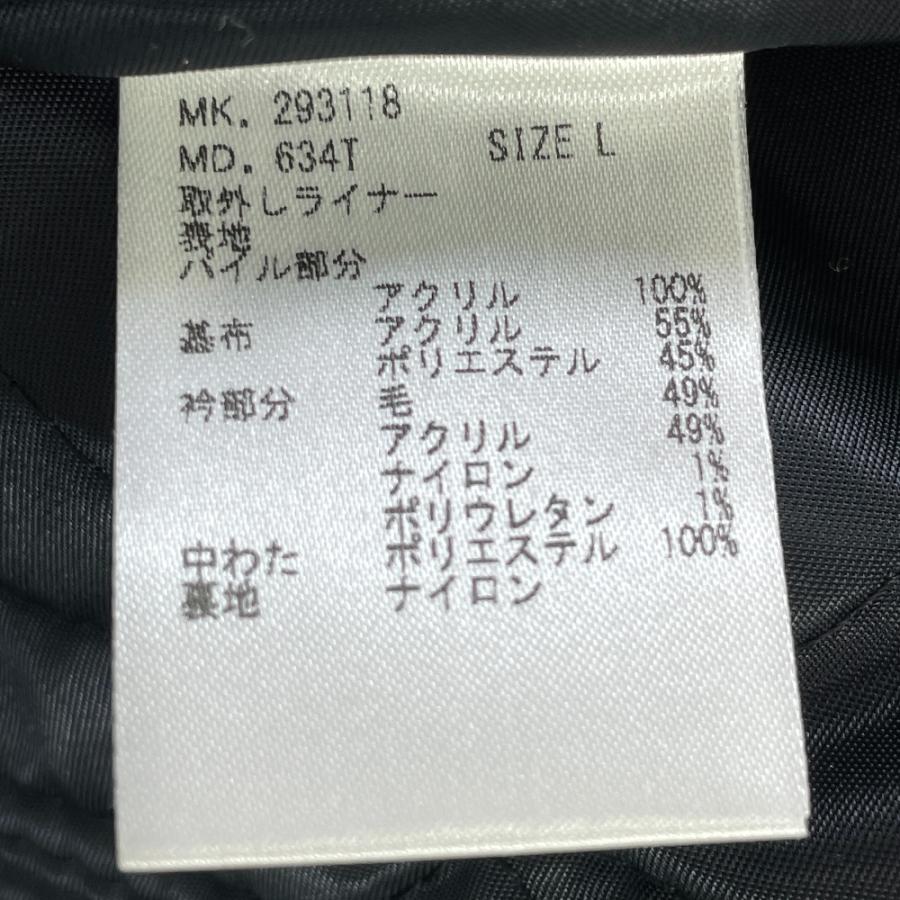 MK. 293118
MD. 634T SIZE L
取外しライナー
表地
パイル部分
アクリル 100%
基布 アクリル 55%
ポリエステル 45%
衿部分 毛 49%
アクリル 49%
ナイロン 1%
ポリウレタン 1%
中わた ポリエステル 100%
裏地 ナイロン